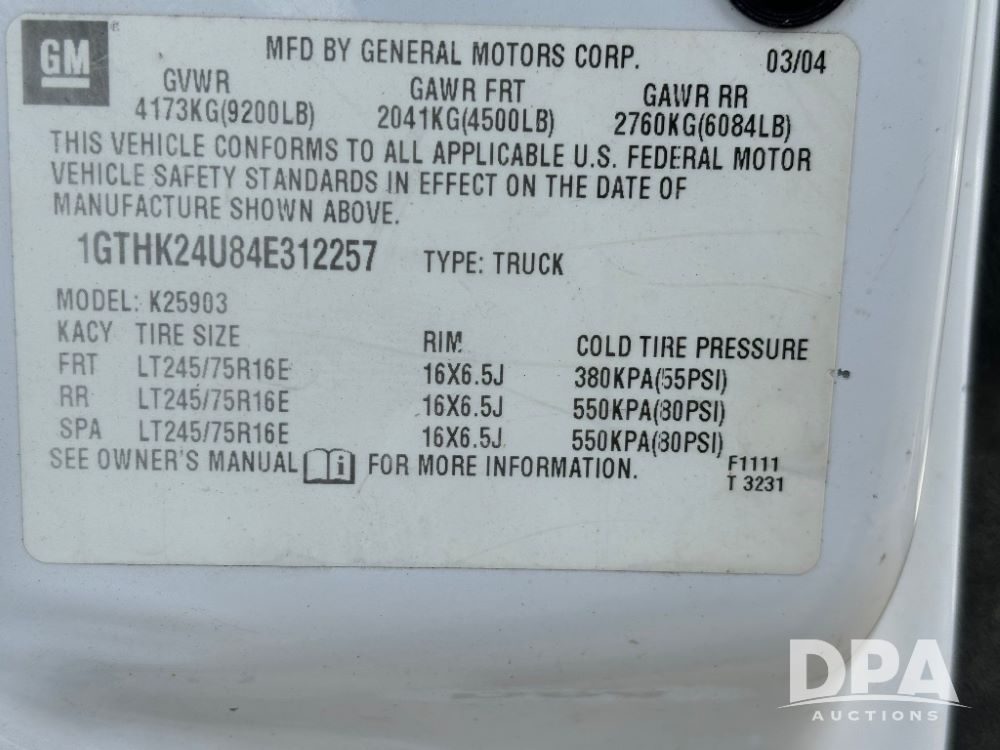 GM
MFD BY GENERAL MOTORS CORP. 03/04
GVWR GAWR FRT GAWR RR
4173KG(9200LB) 2041KG(4500LB) 2760KG(6084LB)
THIS VEHICLE CONFORMS TO ALL APPLICABLE U.S. FEDERAL MOTOR
VEHICLE SAFETY STANDARDS IN EFFECT ON THE DATE OF
MANUFACTURE SHOWN ABOVE.
1GTHK24U84E312257 TYPE: TRUCK
MODEL: K25903
KACY TIRE SIZE RIM COLD TIRE PRESSURE
FRT LT245/75R16E 16X6.5J 380KPA(55PSI)
RR LT245/75R16E 16X6.5J 550KPA(80PSI)
SPA LT245/75R16E 16X6.5J 550KPA(80PSI)
SEE OWNER'S MANUAL i FOR MORE INFORMATION. F1111
T 3231
DPA
AUCTIONS